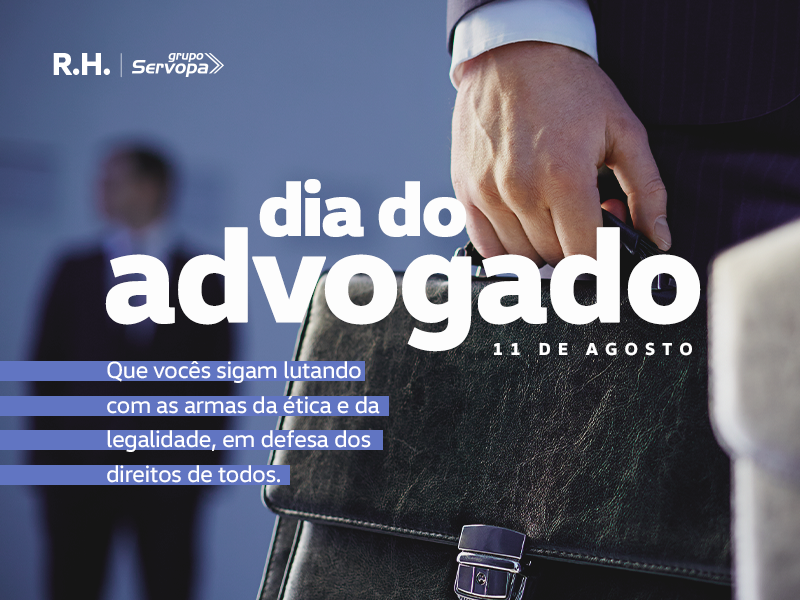 R.H.
grupo
Servopa
dia do
advogado
11 DE AGOSTO
Que vocês sigam lutando
com as armas da ética e da
legalidade, em defesa dos
direitos de todos.